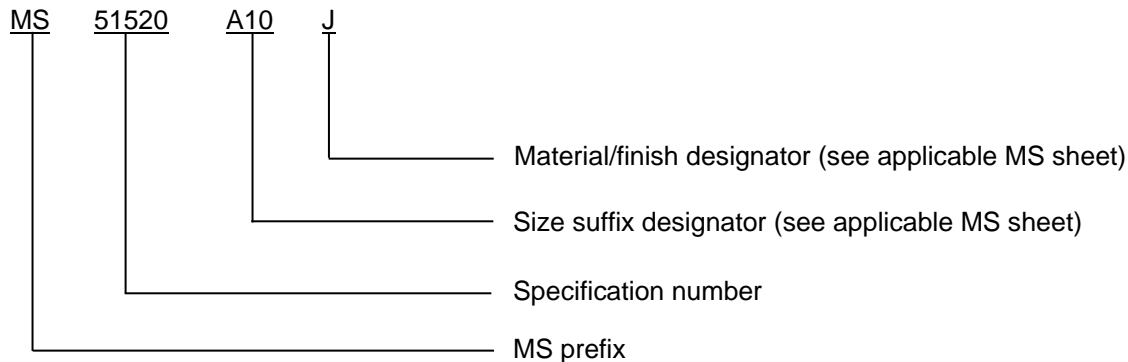 MS 51520 A10 J
Material/finish designator (see applicable MS sheet)
Size suffix designator (see applicable MS sheet)
Specification number
MS prefix